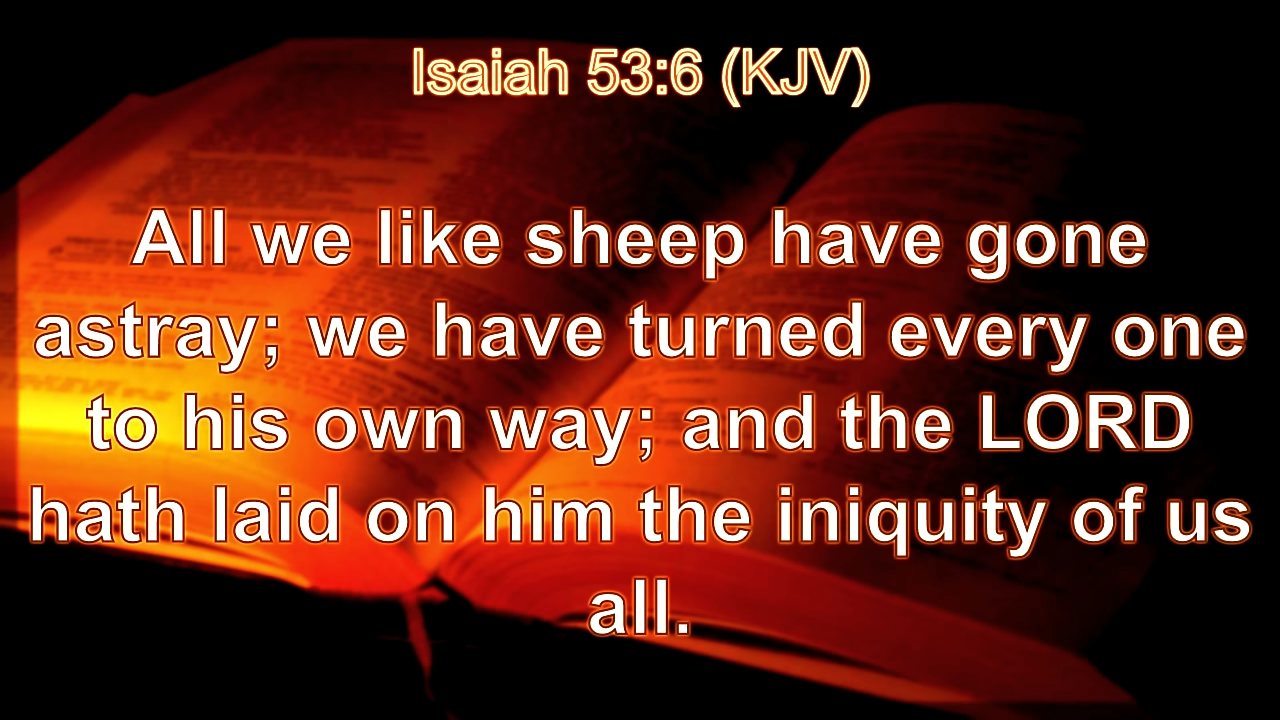 Isaiah 53:6 (KJV)
All we like sheep have gone
astray; we have turned every one
to his own way; and the LORD
hath laid on him the iniquity of us
all.